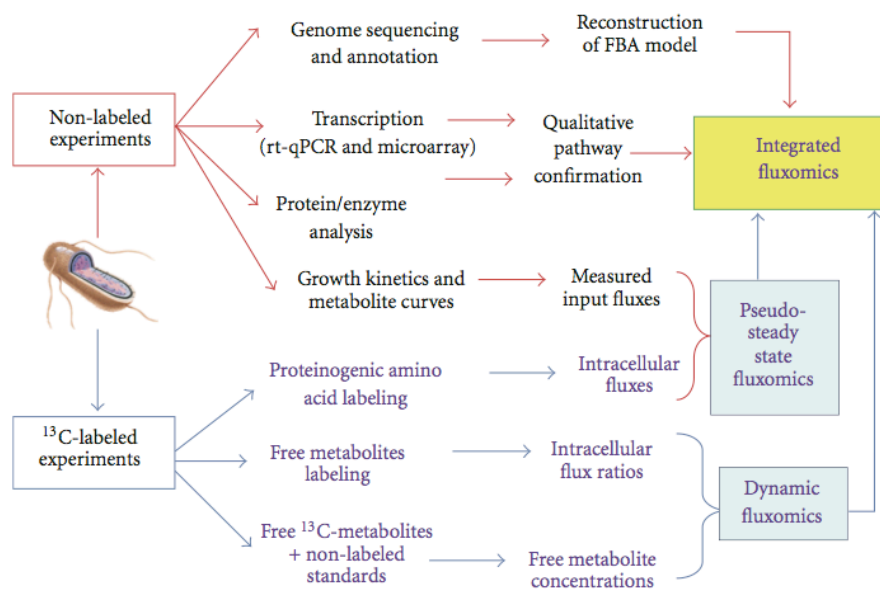 Genome sequencing
and annotation
Reconstruction
of FBA model
Non-labeled
experiments
Transcription
(rt-qPCR and microarray)
Qualitative
pathway
confirmation
Integrated
fluxomics
Protein/enzyme
analysis
Growth kinetics and
metabolite curves
Measured
input fluxes
Pseudo-
steady
state
fluxomics
Proteinogenic amino
acid labeling
Intracellular
fluxes
¹³C-labeled
experiments
Free metabolites
labeling
Intracellular
flux ratios
Dynamic
fluxomics
Free ¹³C-metabolites
+ non-labeled
standards
Free metabolite
concentrations